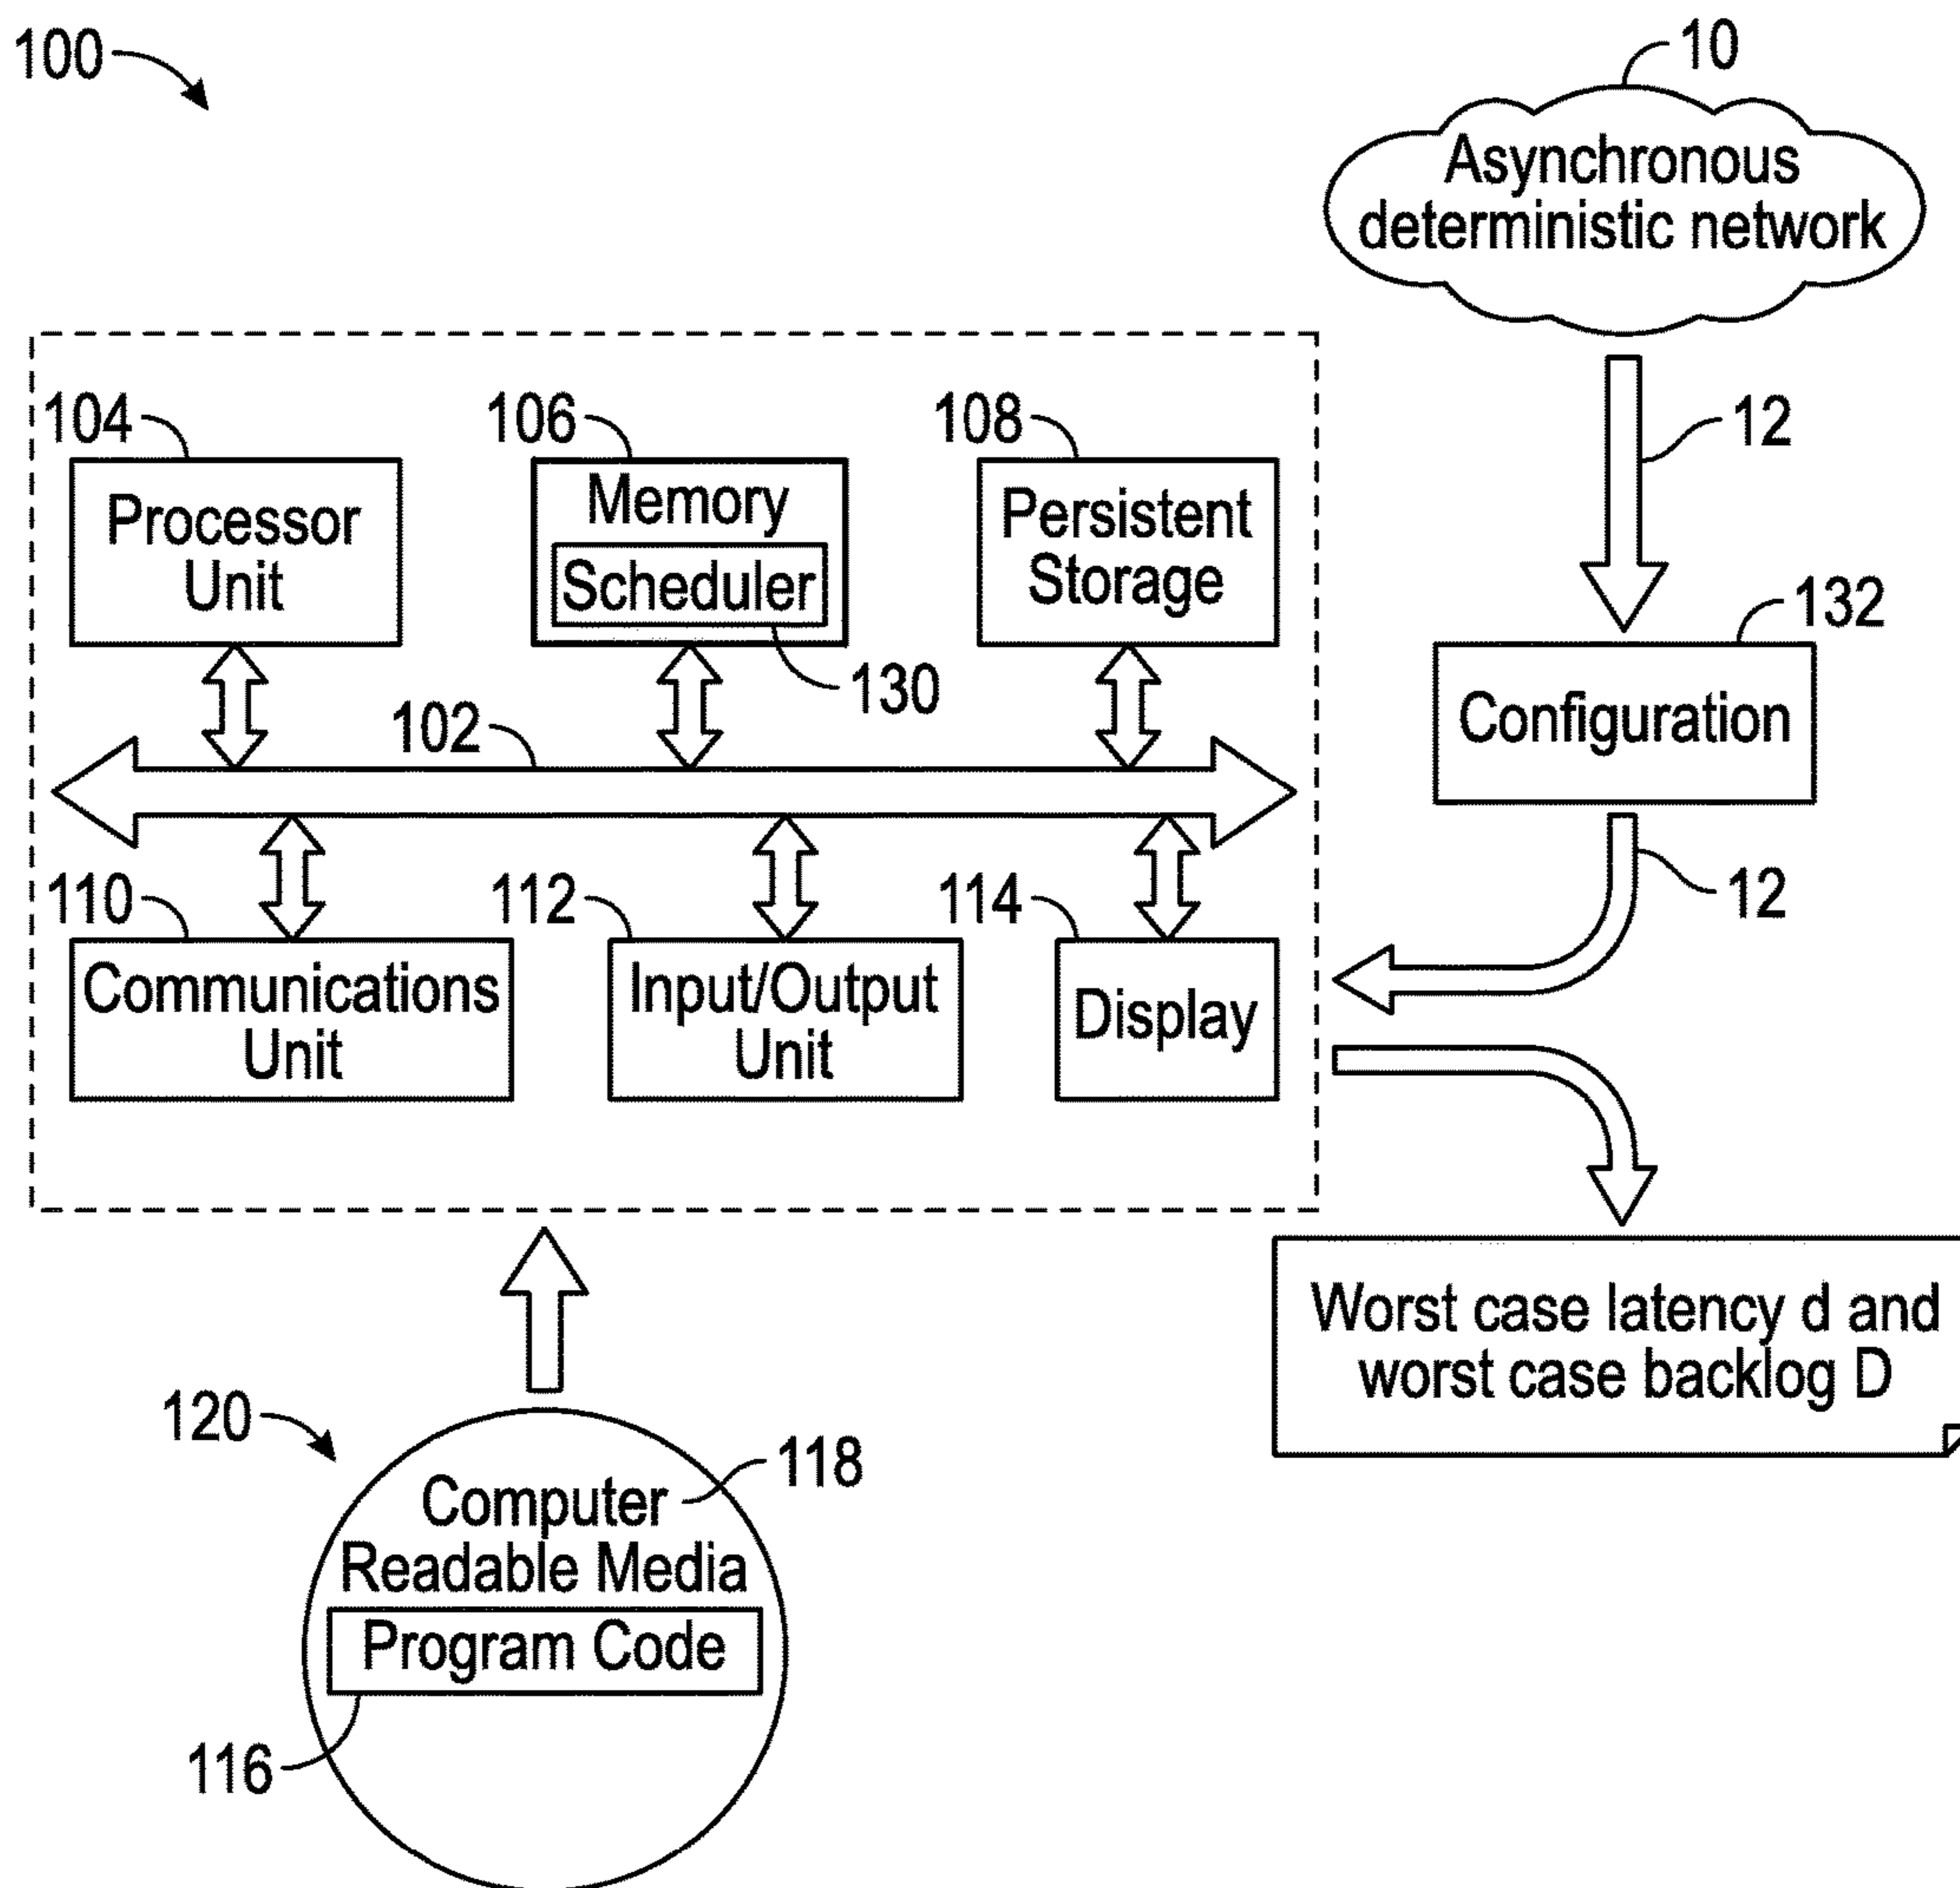 100
10
Asynchronous
deterministic network
12
104
106
108
Processor
Unit
Memory
Scheduler
Persistent
Storage
132
130
102
Configuration
110
112
114
12
Communications
Unit
Input/Output
Unit
Display
Worst case latency d and
worst case backlog D
120
118
Computer
Readable Media
Program Code
116